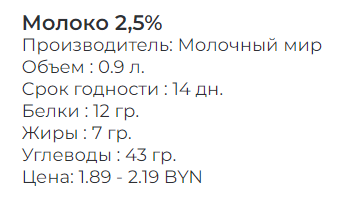 Молоко 2,5%
Производитель: Молочный мир
Объем : 0.9 л.
Срок годности : 14 дн.
Белки : 12 гр.
Жиры : 7 гр.
Углеводы : 43 гр.
Цена: 1.89 - 2.19 BYN